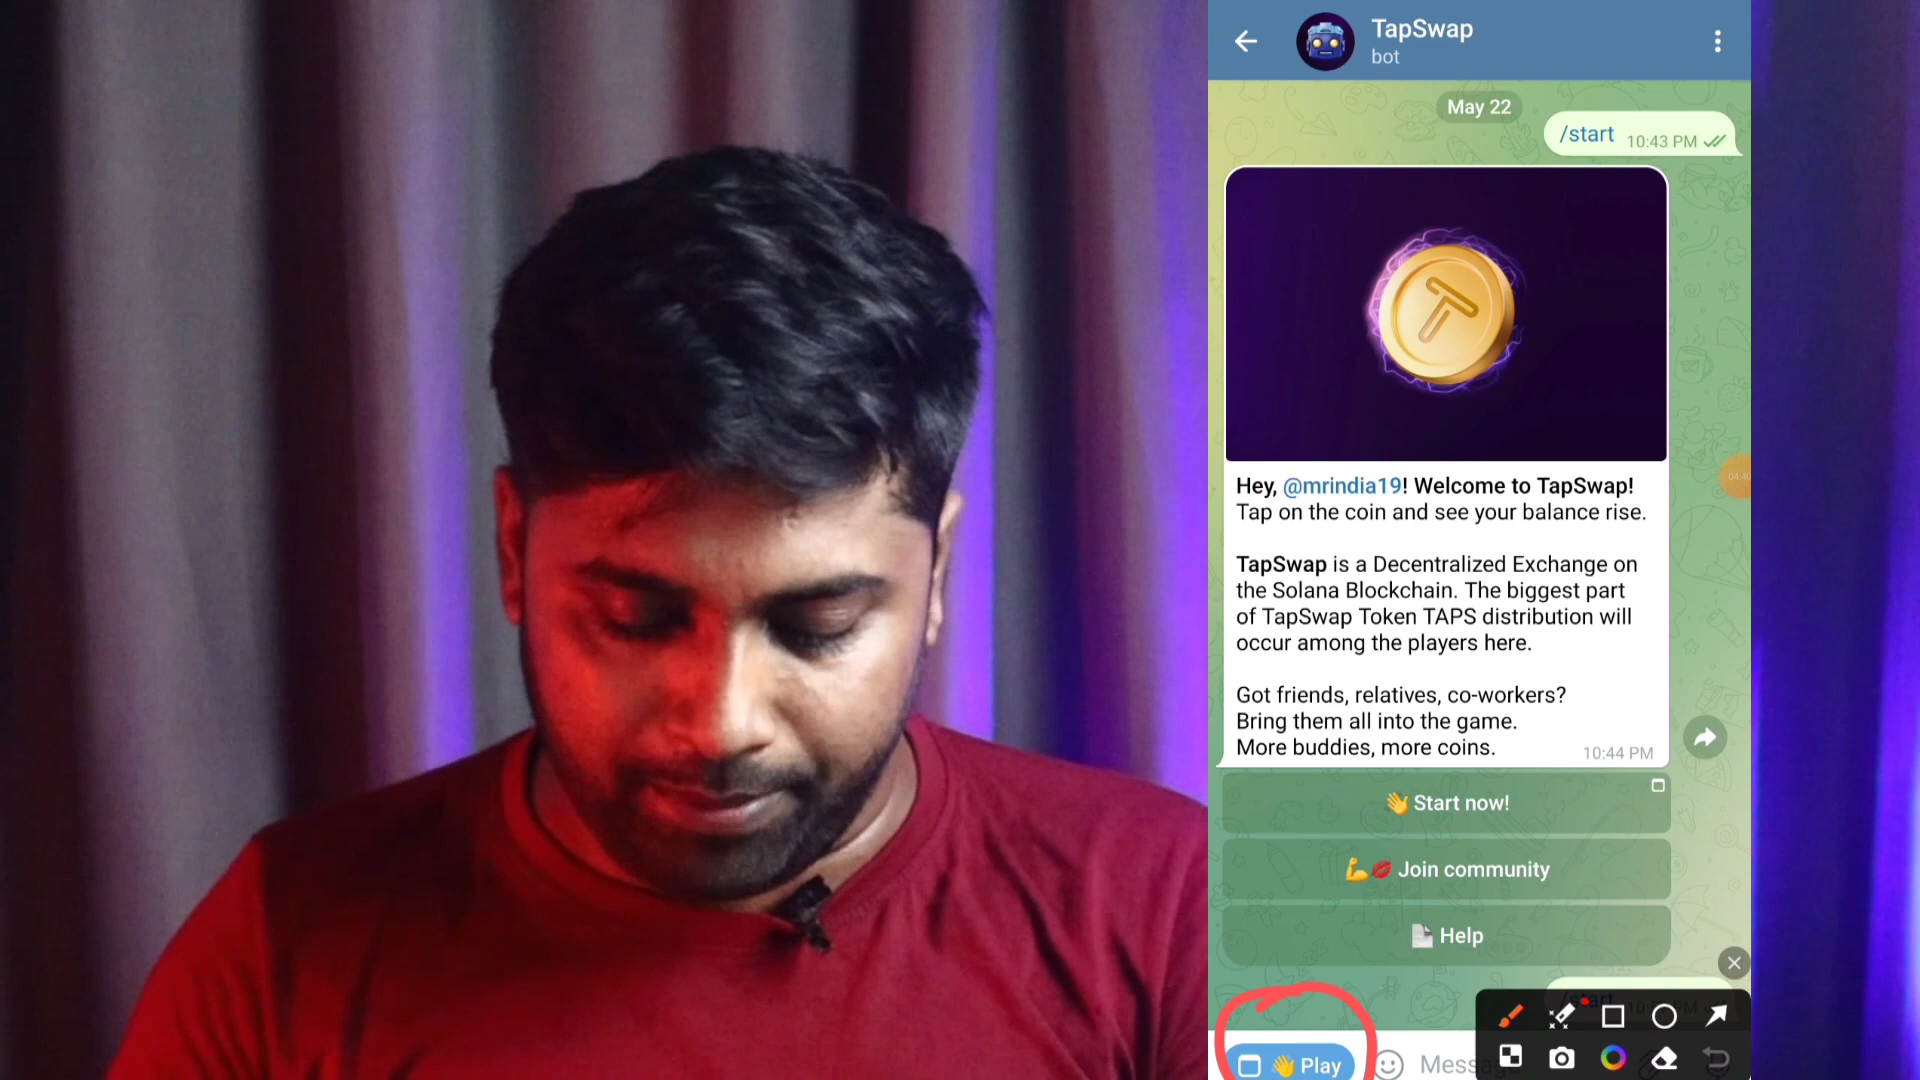 TapSwap
bot
May 22
/start 10:43 PM
Hey, @mrindia19! Welcome to TapSwap!
Tap on the coin and see your balance rise.
TapSwap is a Decentralized Exchange on
the Solana Blockchain. The biggest part
of TapSwap Token TAPS distribution will
occur among the players here.
Got friends, relatives, co-workers?
Bring them all into the game.
More buddies, more coins. 10:44 PM
👋 Start now!
💪💋 Join community
Help
/start
👋 Play
04:40